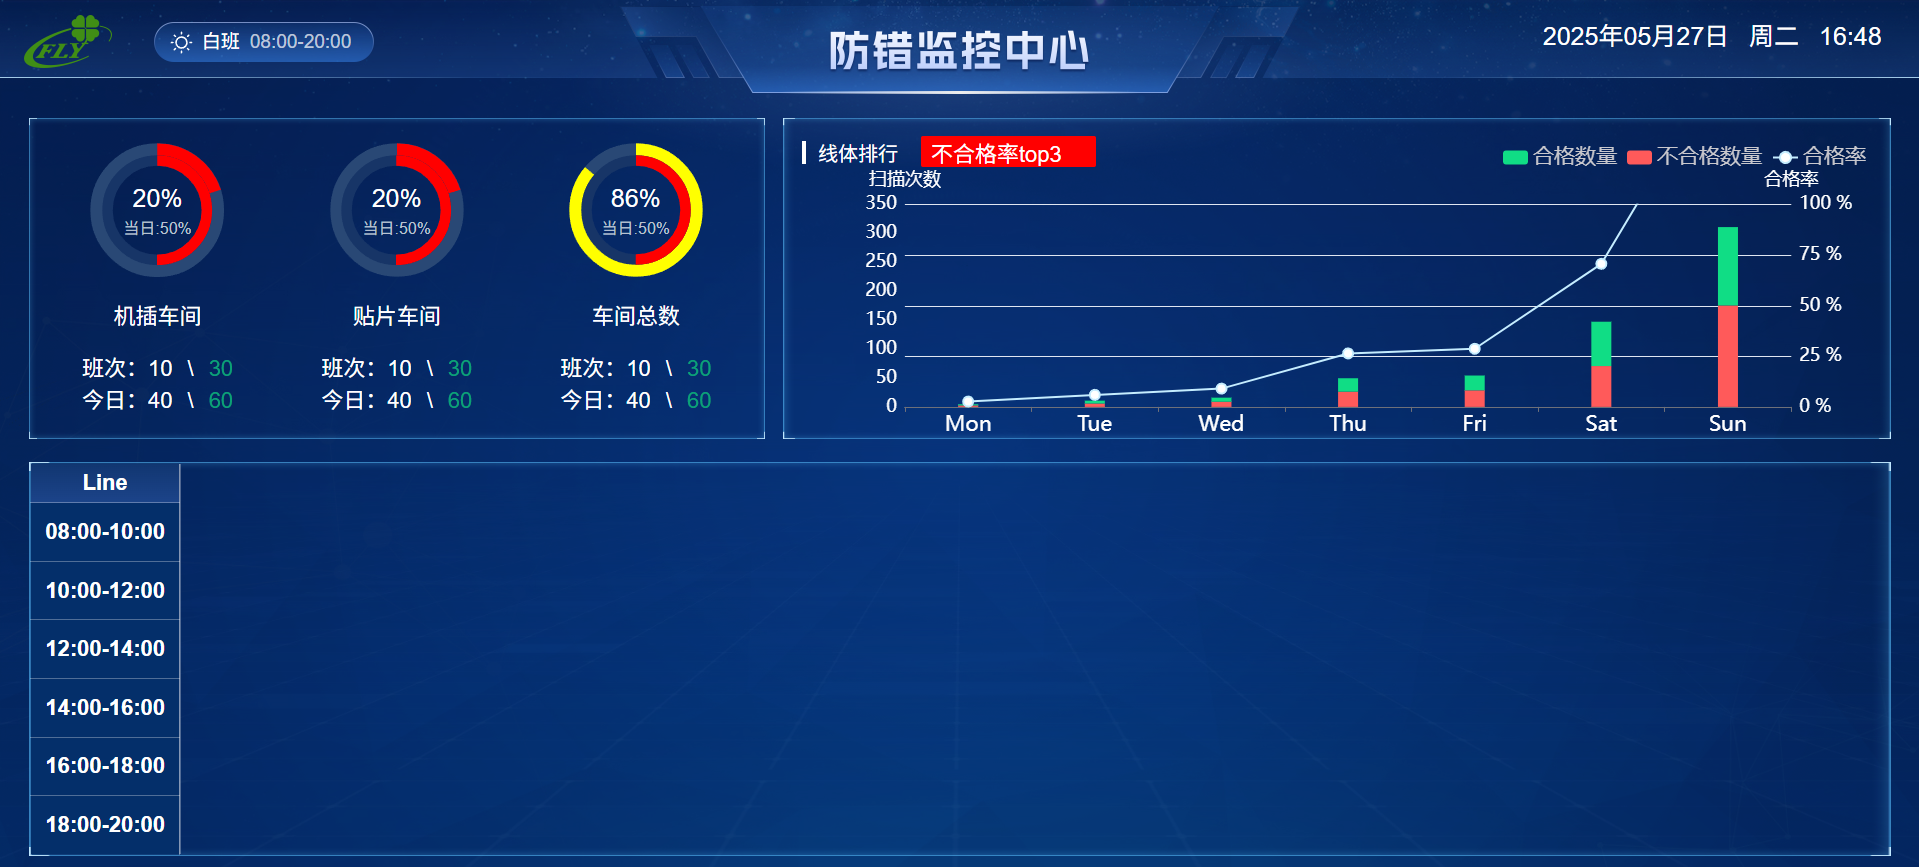 FLY
白班 08:00-20:00
防错监控中心
2025年05月27日 周二 16:48
20%
当日:50%
机插车间
班次：10 \ 30
今日：40 \ 60
20%
当日:50%
贴片车间
班次：10 \ 30
今日：40 \ 60
86%
当日:50%
车间总数
班次：10 \ 30
今日：40 \ 60
线体排行 不合格率top3
合格数量 不合格数量 合格率
扫描次数
合格率
350
300
250
200
150
100
50
0
100 %
75 %
50 %
25 %
0 %
Mon Tue Wed Thu Fri Sat Sun
Line
08:00-10:00
10:00-12:00
12:00-14:00
14:00-16:00
16:00-18:00
18:00-20:00